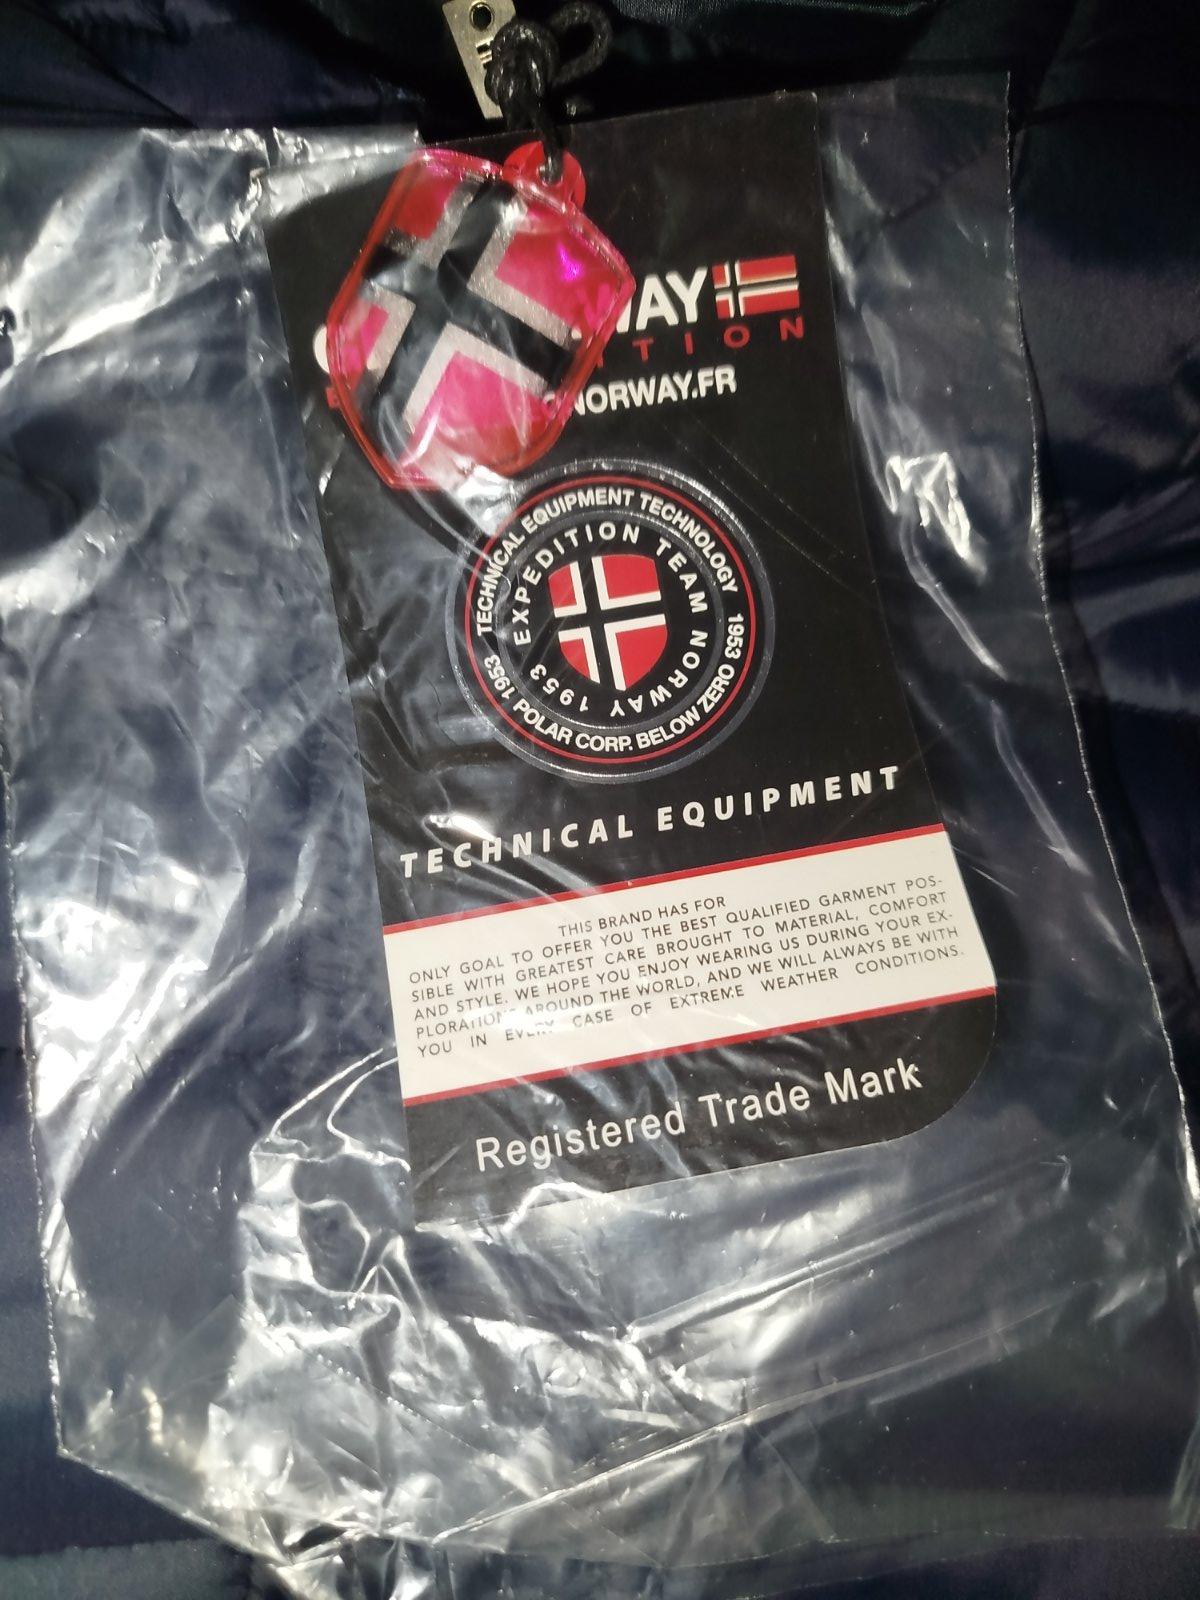 WAY
TION
NORWAY.FR
TECHNICAL EQUIPMENT TECHNOLOGY
1953 POLAR CORP. BELOW ZERO 1953
EXPEDITION TEAM NORWAY 1953
TECHNICAL EQUIPMENT
THIS BRAND HAS FOR
ONLY GOAL TO OFFER YOU THE BEST QUALIFIED GARMENT POS-
SIBLE WITH GREATEST CARE BROUGHT TO MATERIAL, COMFORT
AND STYLE. WE HOPE YOU ENJOY WEARING US DURING YOUR EX-
PLORATIONS AROUND THE WORLD, AND WE WILL ALWAYS BE WITH
YOU IN EVERY CASE OF EXTREME WEATHER CONDITIONS.
Registered Trade Mark